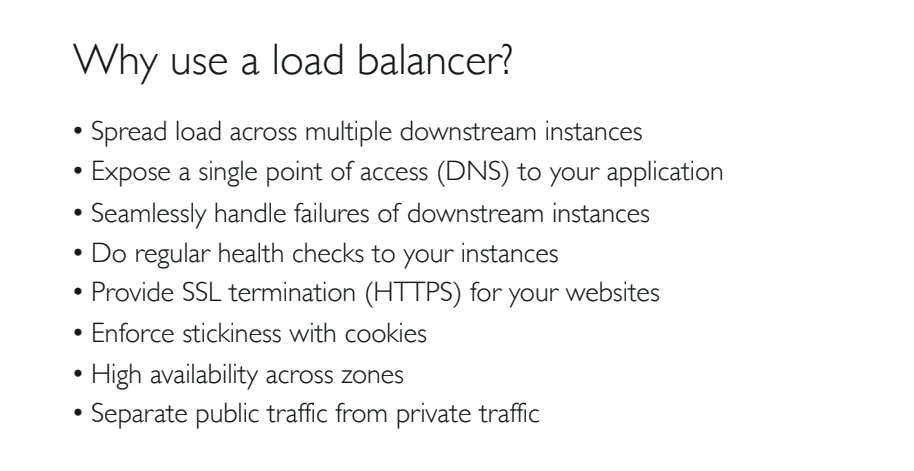 Why use a load balancer?
• Spread load across multiple downstream instances
• Expose a single point of access (DNS) to your application
• Seamlessly handle failures of downstream instances
• Do regular health checks to your instances
• Provide SSL termination (HTTPS) for your websites
• Enforce stickiness with cookies
• High availability across zones
• Separate public traffic from private traffic